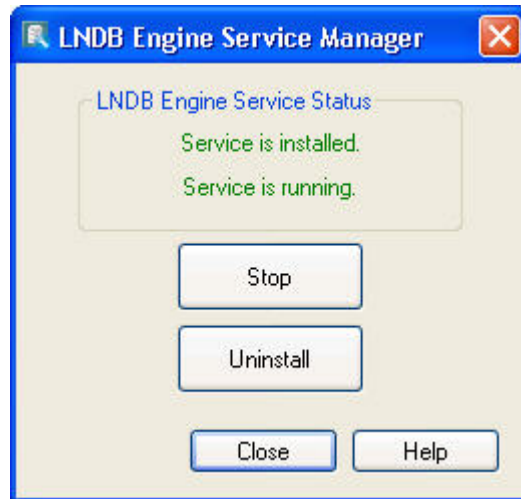 LNDB Engine Service Manager
LNDB Engine Service Status
Service is installed.
Service is running.
Stop
Uninstall
Close Help